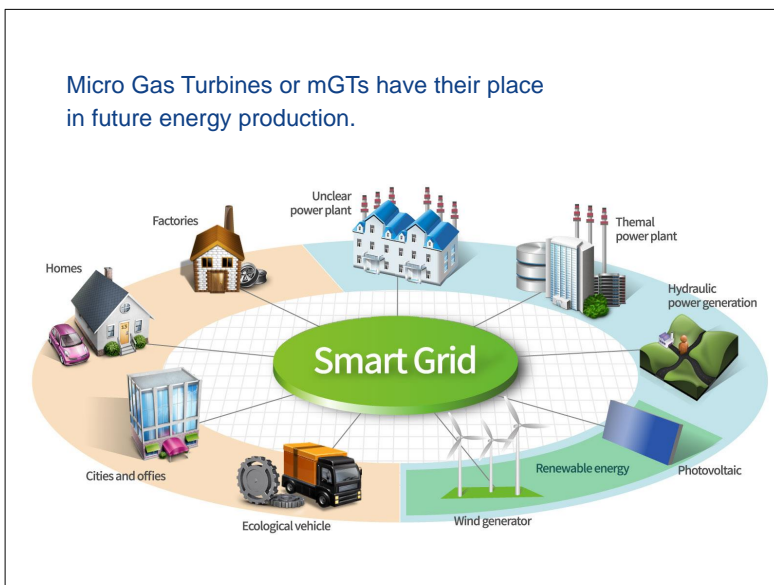 Micro Gas Turbines or mGTs have their place
in future energy production.
Unclear
power plant
Factories
Themal
power plant
Homes
Hydraulic
power generation
Smart Grid
Cities and offies
Renewable energy
Photovoltaic
Ecological vehicle
Wind generator